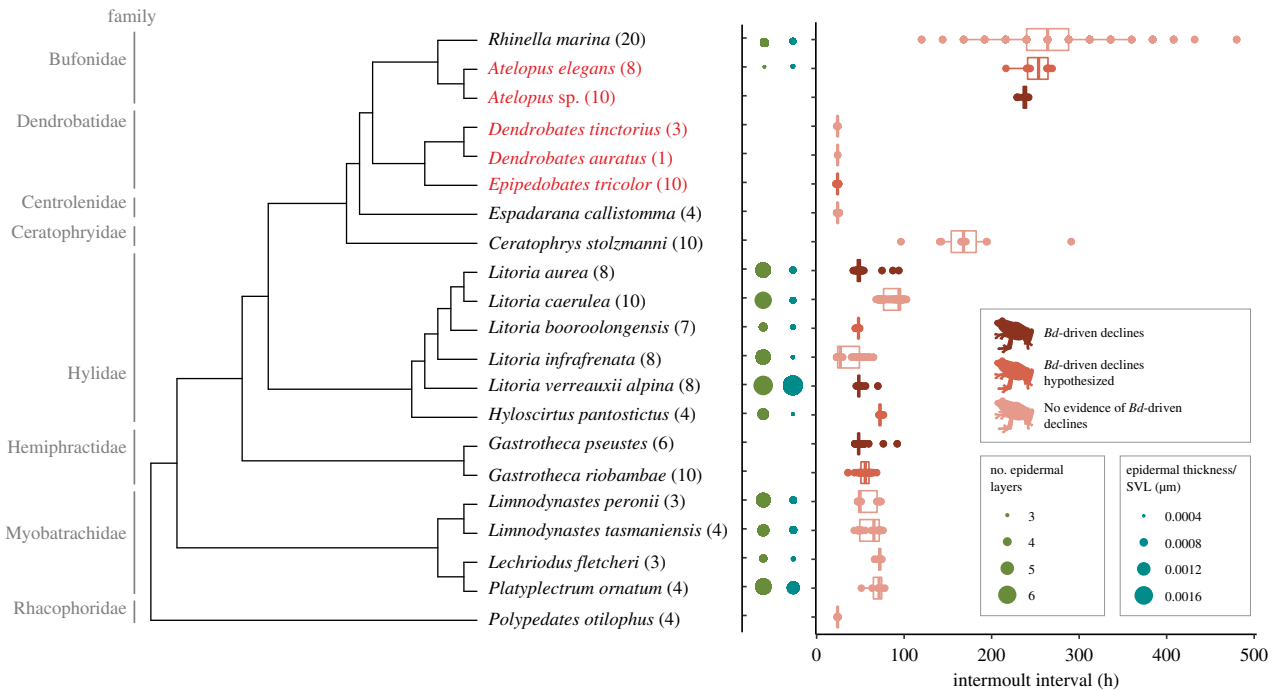 family
Bufonidae
Dendrobatidae
Centrolenidae
Ceratophryidae
Hylidae
Hemiphractidae
Myobatrachidae
Rhacophoridae
Rhinella marina (20)
Atelopus elegans (8)
Atelopus sp. (10)
Dendrobates tinctorius (3)
Dendrobates auratus (1)
Epipedobates tricolor (10)
Espadarana callistomma (4)
Ceratophrys stolzmanni (10)
Litoria aurea (8)
Litoria caerulea (10)
Litoria booroolongensis (7)
Litoria infrafrenata (8)
Litoria verreauxii alpina (8)
Hyloscirtus pantostictus (4)
Gastrotheca pseustes (6)
Gastrotheca riobambae (10)
Limnodynastes peronii (3)
Limnodynastes tasmaniensis (4)
Lechriodus fletcheri (3)
Platyplectrum ornatum (4)
Polypedates otilophus (4)
Bd-driven declines
Bd-driven declines
hypothesized
No evidence of Bd-driven
declines
no. epidermal
layers
3
4
5
6
epidermal thickness/
SVL (μm)
0.0004
0.0008
0.0012
0.0016
0 100 200 300 400 500
intermoult interval (h)